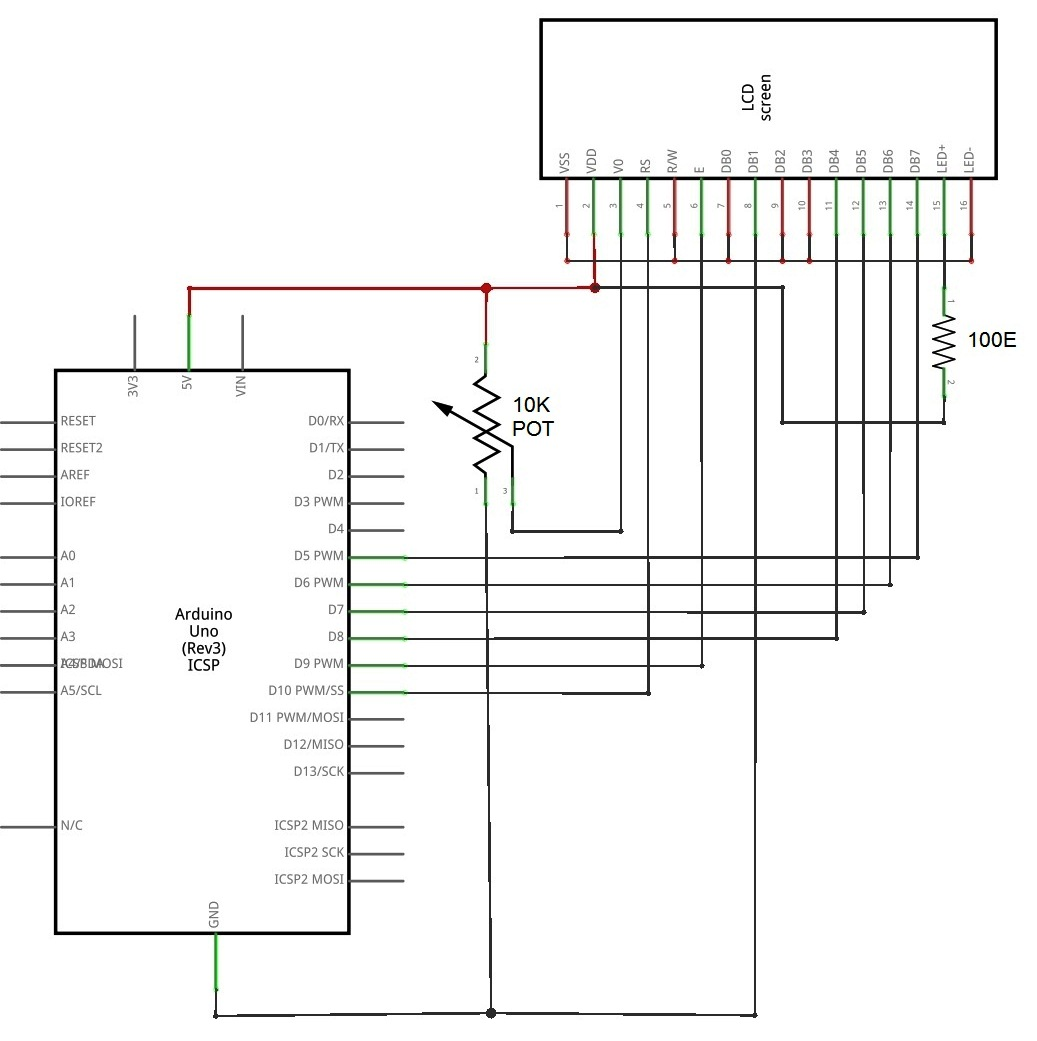 LCD
screen
VSS
VDD
V0
RS
R/W
E
DB0
DB1
DB2
DB3
DB4
DB5
DB6
DB7
LED+
LED-
1
2
3
4
5
6
7
8
9
10
11
12
13
14
15
16
1
100E
2
2
10K
POT
1
3
3V3
5V
VIN
RESET
RESET2
AREF
IOREF
A0
A1
A2
A3
A5/SCL
N/C
Arduino
Uno
(Rev3)
ICSP
D0/RX
D1/TX
D2
D3 PWM
D4
D5 PWM
D6 PWM
D7
D8
D9 PWM
D10 PWM/SS
D11 PWM/MOSI
D12/MISO
D13/SCK
ICSP2 MISO
ICSP2 SCK
ICSP2 MOSI
GND